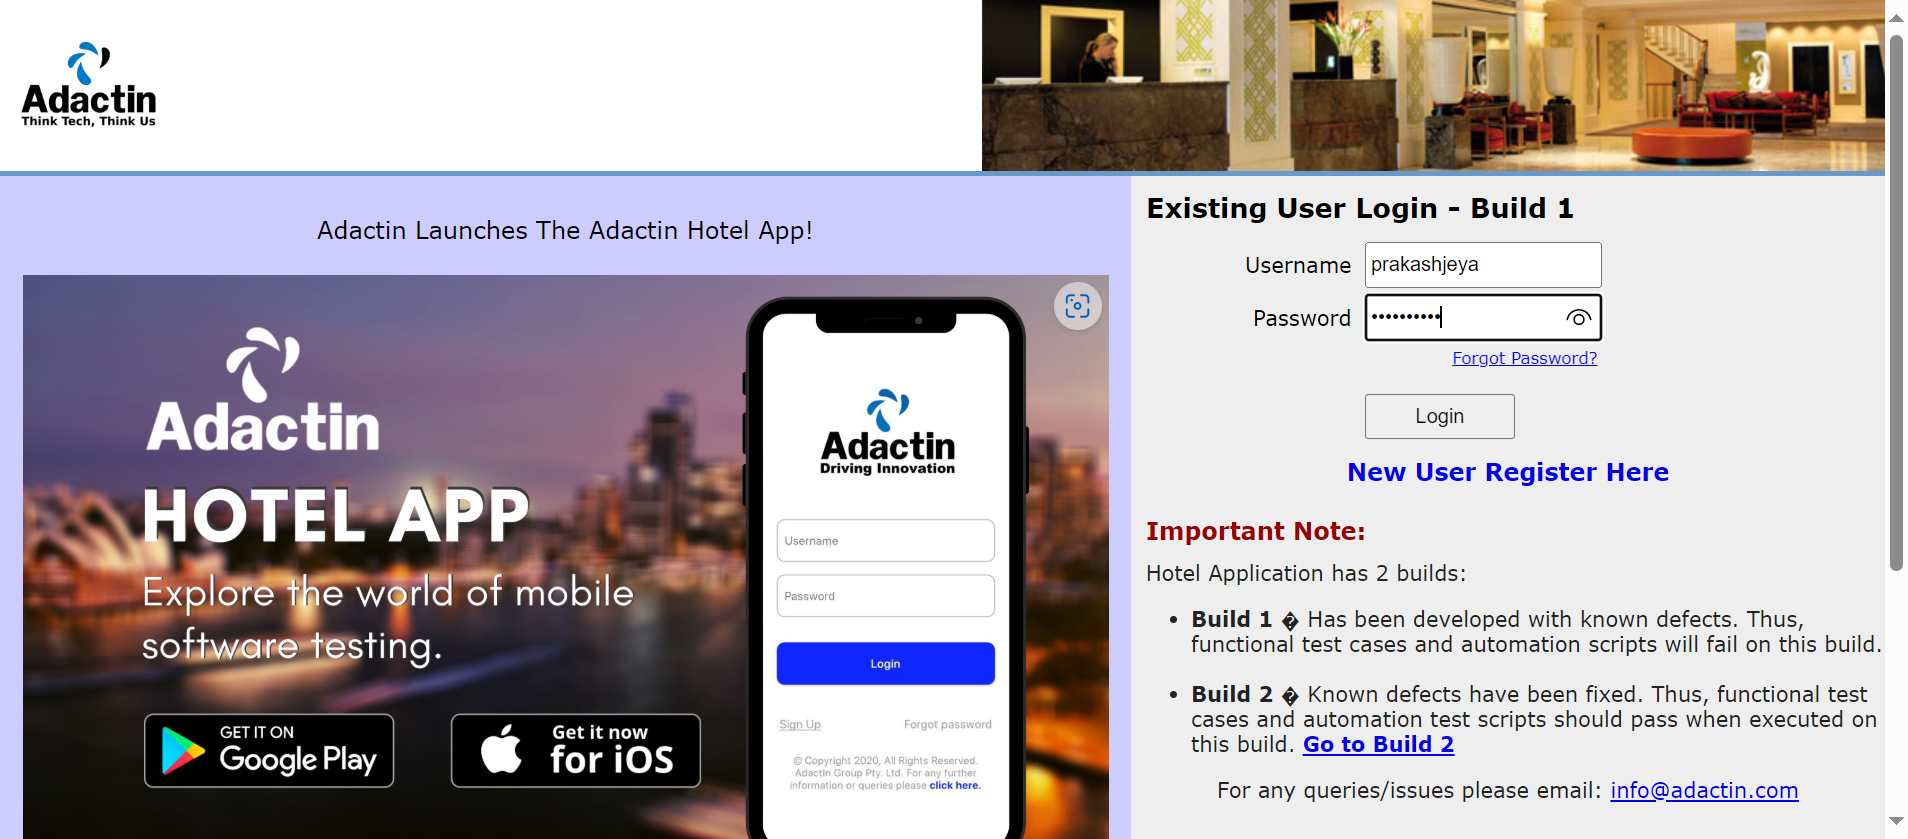 Adactin
Think Tech, Think Us
Adactin Launches The Adactin Hotel App!
Adactin
HOTEL APP
Explore the world of mobile
software testing.
GET IT ON
Google Play
Get it now
for iOS
Adactin
Driving Innovation
Username
Password
Login
Sign Up
Forgot password
© Copyright 2020, All Rights Reserved.
AdactIn Group Pty. Ltd. For any further
information or queries please click here.
Existing User Login - Build 1
Username
prakashjeya
Password
••••••••••
Forgot Password?
Login
New User Register Here
Important Note:
Hotel Application has 2 builds:
• Build 1 � Has been developed with known defects. Thus,
functional test cases and automation scripts will fail on this build.
• Build 2 � Known defects have been fixed. Thus, functional test
cases and automation test scripts should pass when executed on
this build. Go to Build 2
For any queries/issues please email: info@adactin.com